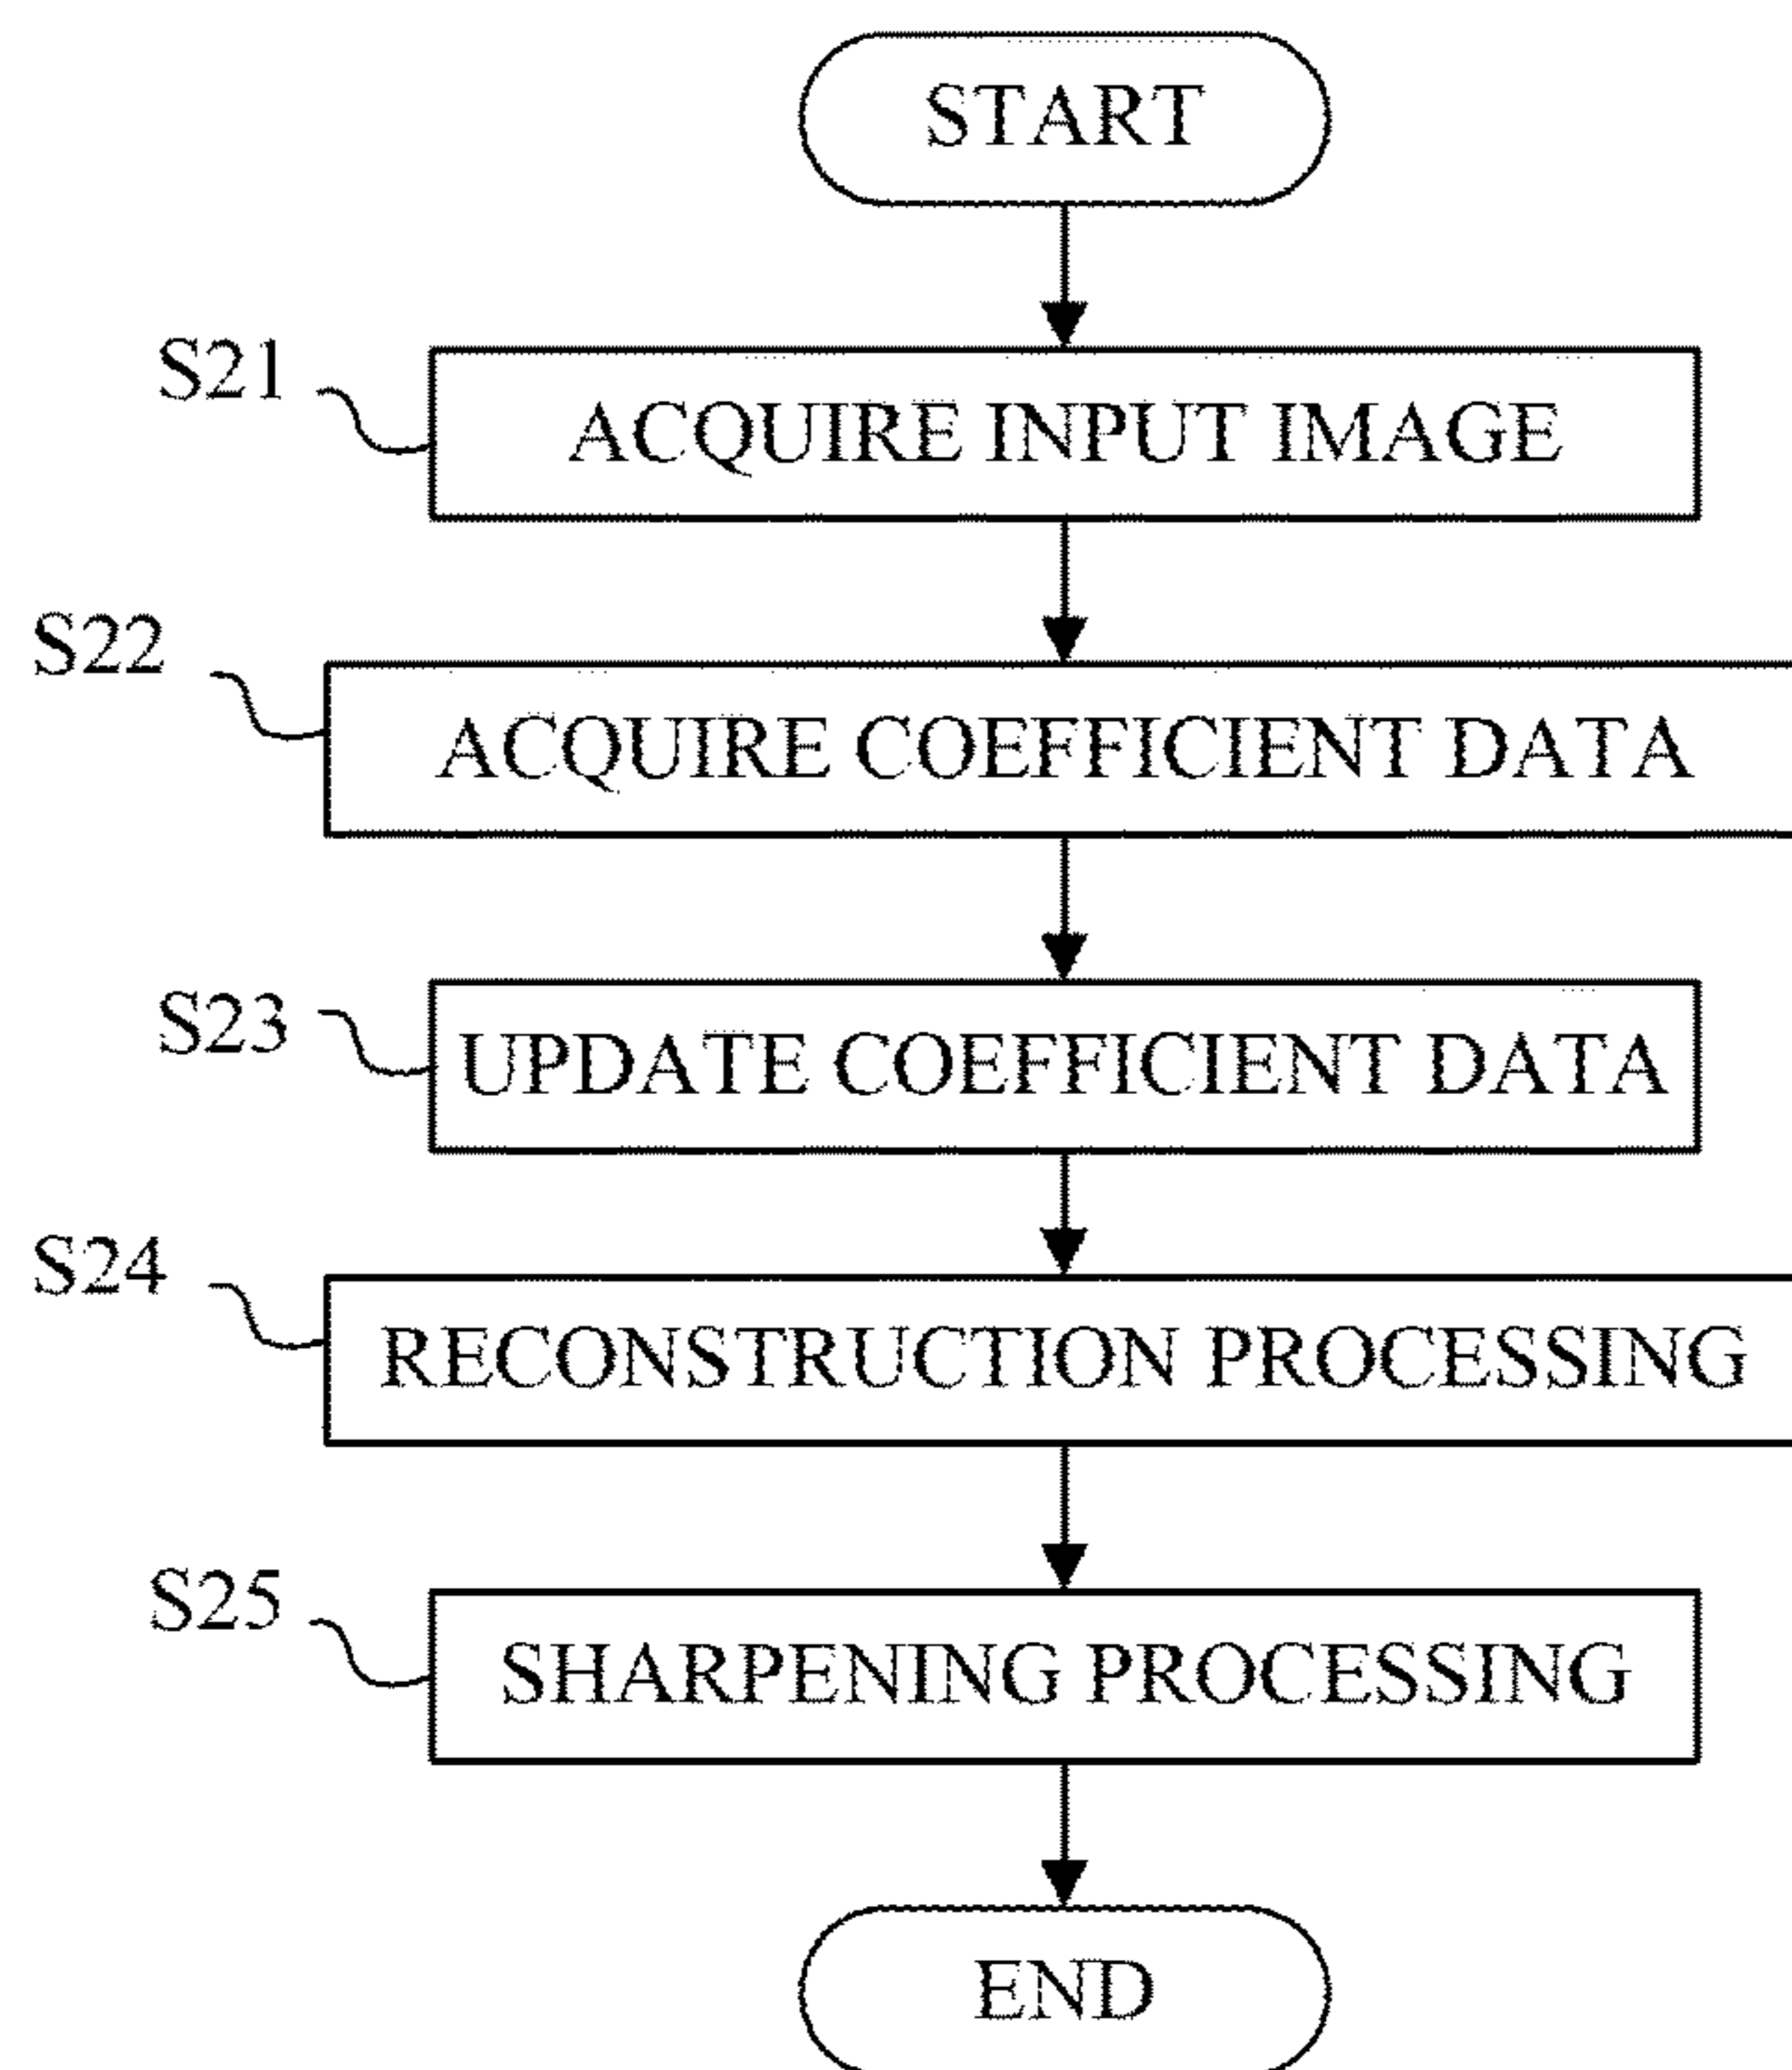 START
S21
ACQUIRE INPUT IMAGE
S22
ACQUIRE COEFFICIENT DATA
S23
UPDATE COEFFICIENT DATA
S24
RECONSTRUCTION PROCESSING
S25
SHARPENING PROCESSING
END